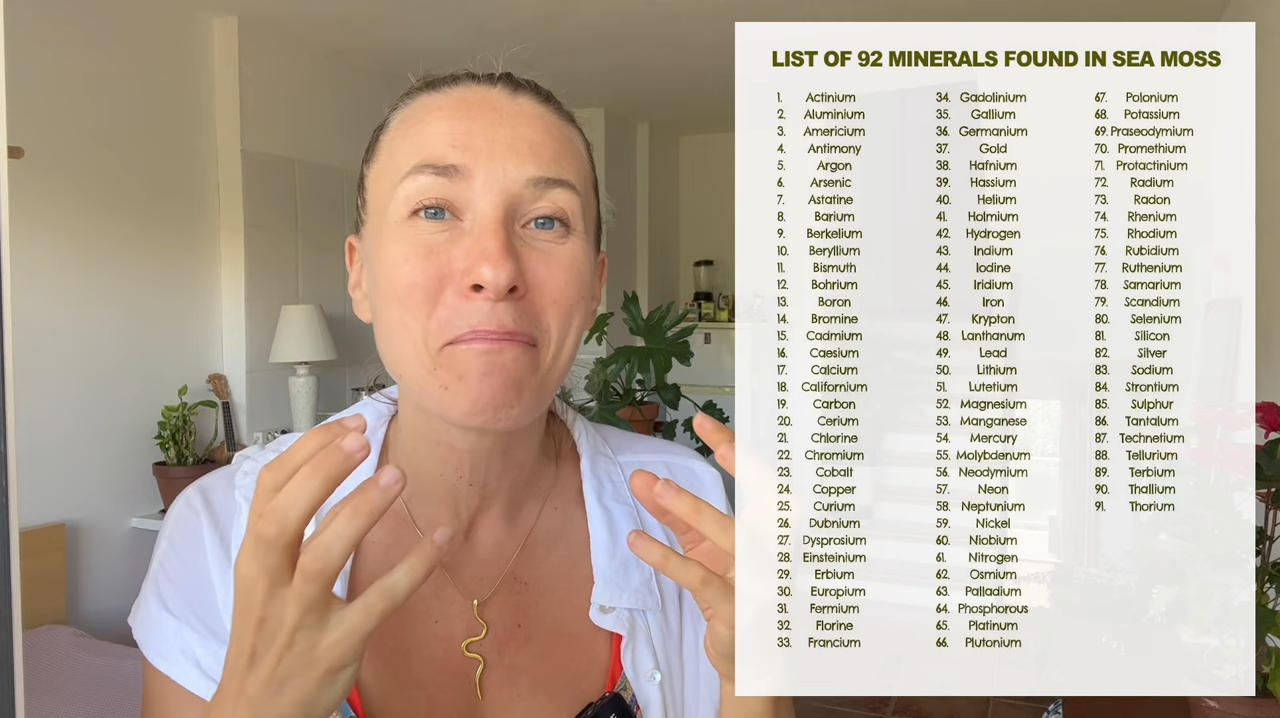 LIST OF 92 MINERALS FOUND IN SEA MOSS
1. Actinium
2. Aluminium
3. Americium
4. Antimony
5. Argon
6. Arsenic
7. Astatine
8. Barium
9. Berkelium
10. Beryllium
11. Bismuth
12. Bohrium
13. Boron
14. Bromine
15. Cadmium
16. Caesium
17. Calcium
18. Californium
19. Carbon
20. Cerium
21. Chlorine
22. Chromium
23. Cobalt
24. Copper
25. Curium
26. Dubnium
27. Dysprosium
28. Einsteinium
29. Erbium
30. Europium
31. Fermium
32. Florine
33. Francium
34. Gadolinium
35. Gallium
36. Germanium
37. Gold
38. Hafnium
39. Hassium
40. Helium
41. Holmium
42. Hydrogen
43. Indium
44. Iodine
45. Iridium
46. Iron
47. Krypton
48. Lanthanum
49. Lead
50. Lithium
51. Lutetium
52. Magnesium
53. Manganese
54. Mercury
55. Molybdenum
56. Neodymium
57. Neon
58. Neptunium
59. Nickel
60. Niobium
61. Nitrogen
62. Osmium
63. Palladium
64. Phosphorous
65. Platinum
66. Plutonium
67. Polonium
68. Potassium
69. Praseodymium
70. Promethium
71. Protactinium
72. Radium
73. Radon
74. Rhenium
75. Rhodium
76. Rubidium
77. Ruthenium
78. Samarium
79. Scandium
80. Selenium
81. Silicon
82. Silver
83. Sodium
84. Strontium
85. Sulphur
86. Tantalum
87. Technetium
88. Tellurium
89. Terbium
90. Thallium
91. Thorium